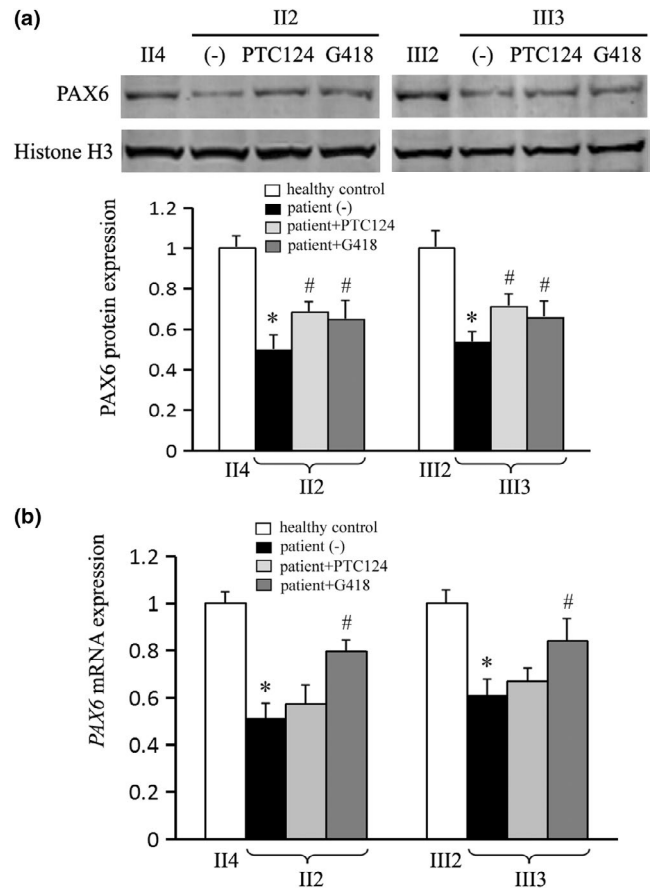 (a)
II2 III3
II4 (-) PTC124 G418 III2 (-) PTC124 G418
PAX6
Histone H3
healthy control
patient (-)
patient+PTC124
patient+G418
PAX6 protein expression
1.2
1
0.8
0.6
0.4
0.2
0
* # # * # #
II4 II2 III2 III3
(b)
healthy control
patient (-)
patient+PTC124
patient+G418
PAX6 mRNA expression
1.2
1
0.8
0.6
0.4
0.2
0
* # * #
II4 II2 III2 III3